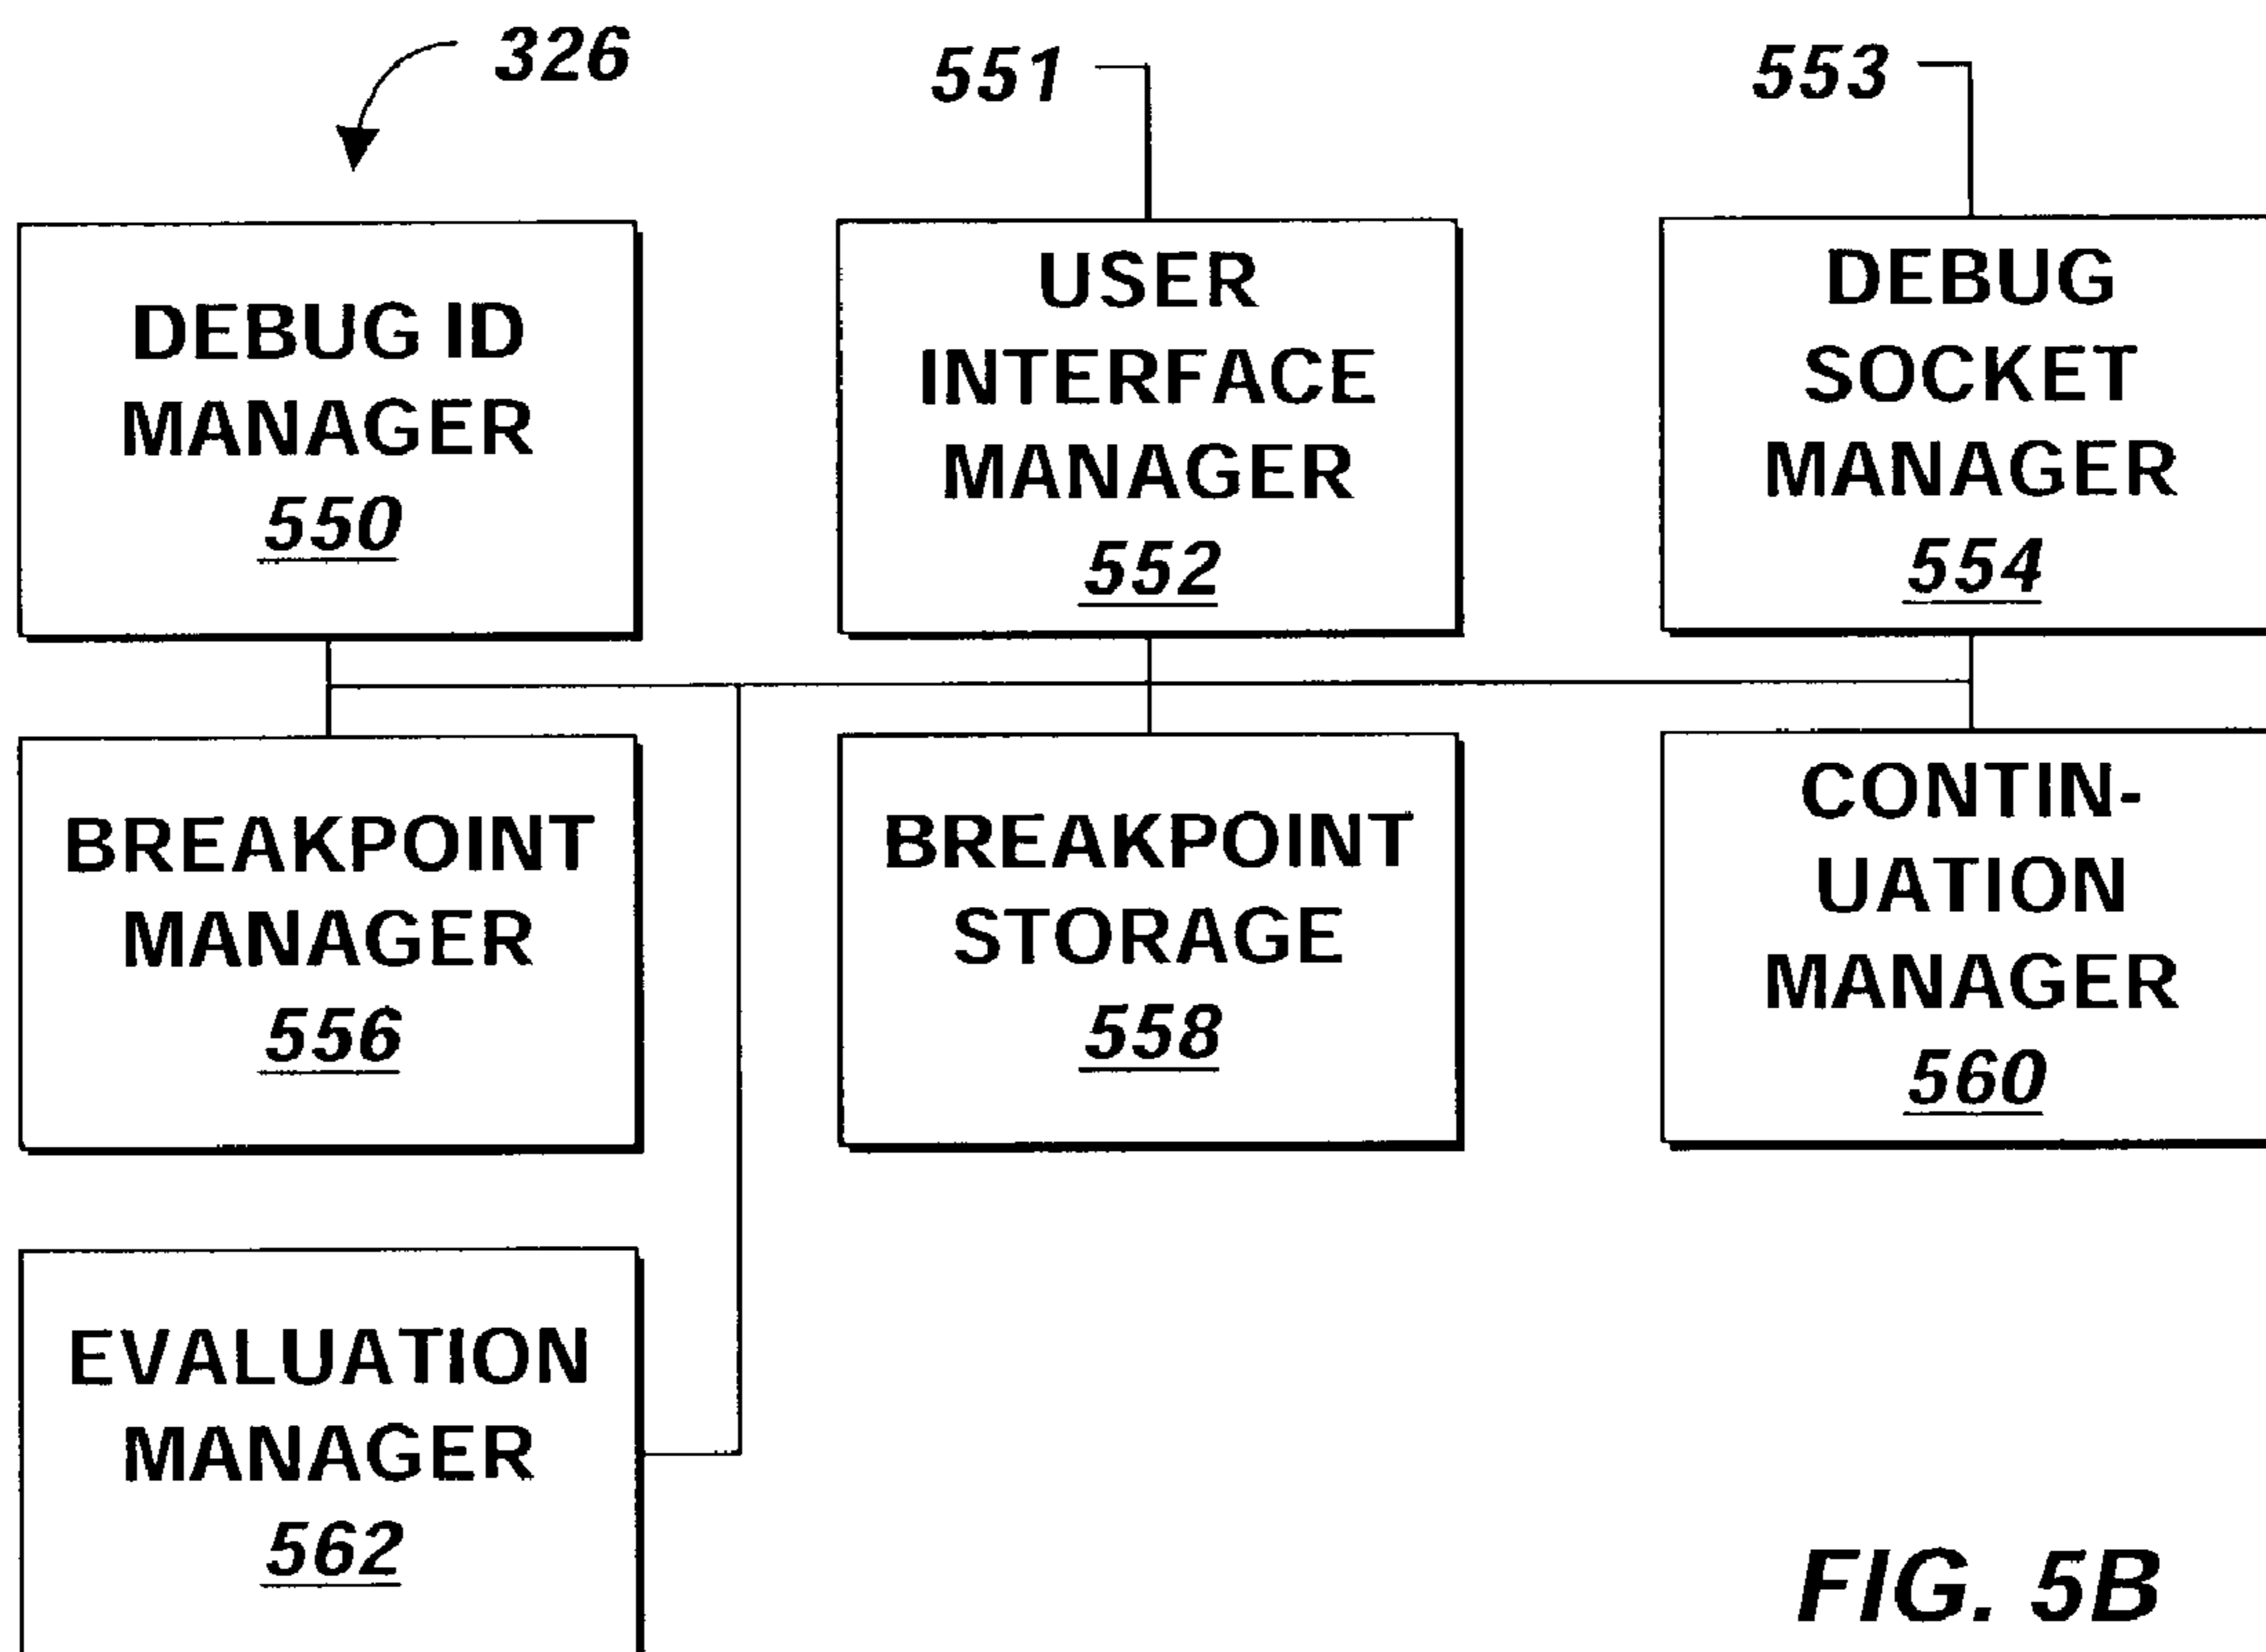 326
551
553
DEBUG ID
MANAGER
550
USER
INTERFACE
MANAGER
552
DEBUG
SOCKET
MANAGER
554
BREAKPOINT
MANAGER
556
BREAKPOINT
STORAGE
558
CONTIN-
UATION
MANAGER
560
EVALUATION
MANAGER
562
FIG. 5B